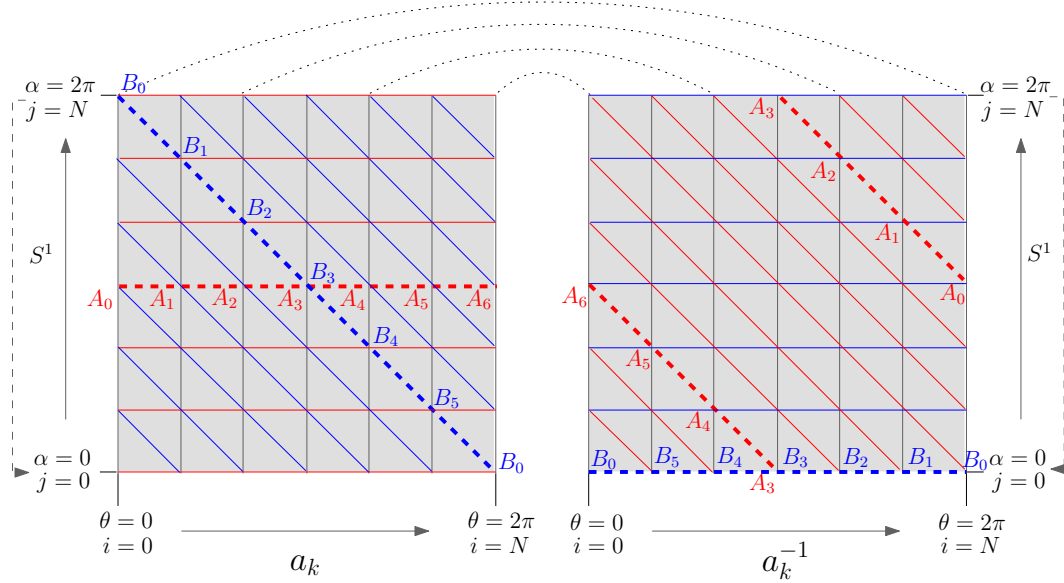 α = 2π
j = N
B₀
B₁
B₂
B₃
B₄
B₅
B₀
S¹
A₀ A₁ A₂ A₃ A₄ A₅ A₆
α = 0
j = 0
θ = 0
i = 0
θ = 2π
i = N
aₖ
α = 2π
j = N
A₃
A₂
A₁
A₀
S¹
A₆
A₅
A₄
A₃
B₀ B₅ B₄ B₃ B₂ B₁ B₀
α = 0
j = 0
θ = 0
i = 0
θ = 2π
i = N
aₖ⁻¹